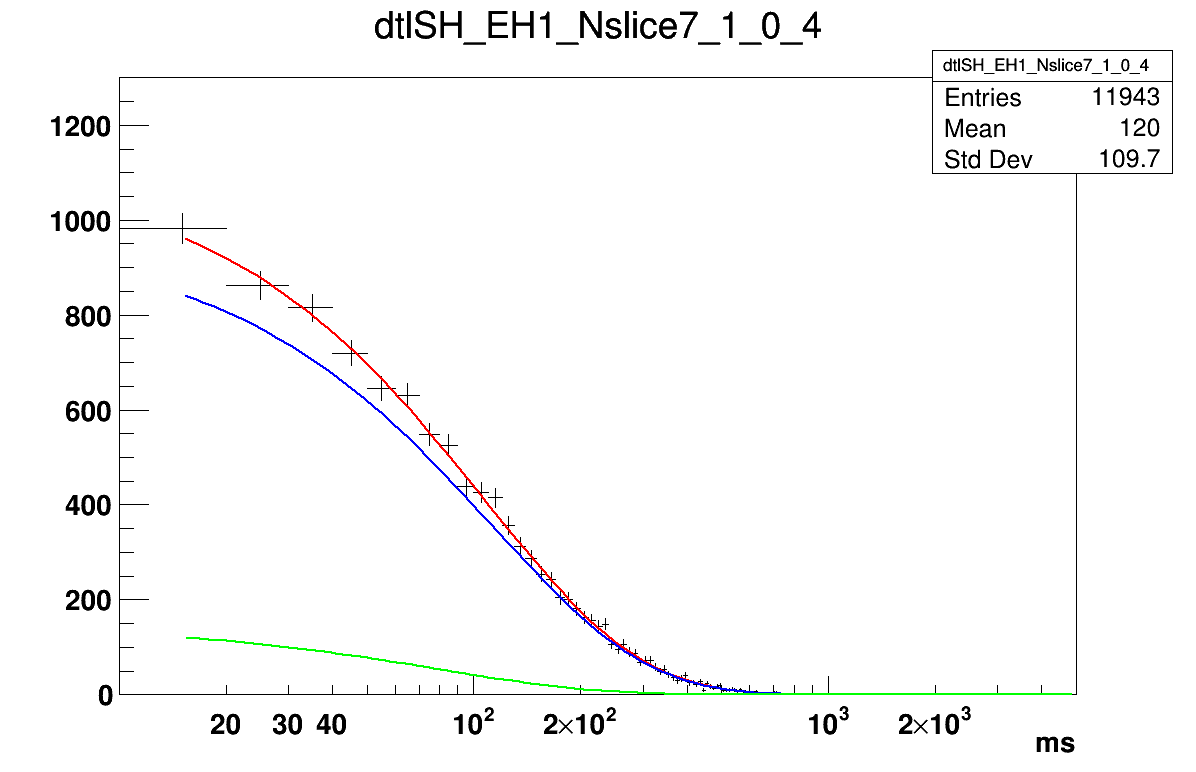 dtlSH_EH1_Nslice7_1_0_4
dtlSH_EH1_Nslice7_1_0_4
Entries 11943
Mean 120
Std Dev 109.7
1200
1000
800
600
400
200
0
20 30 40 10² 2×10² 10³ 2×10³
ms